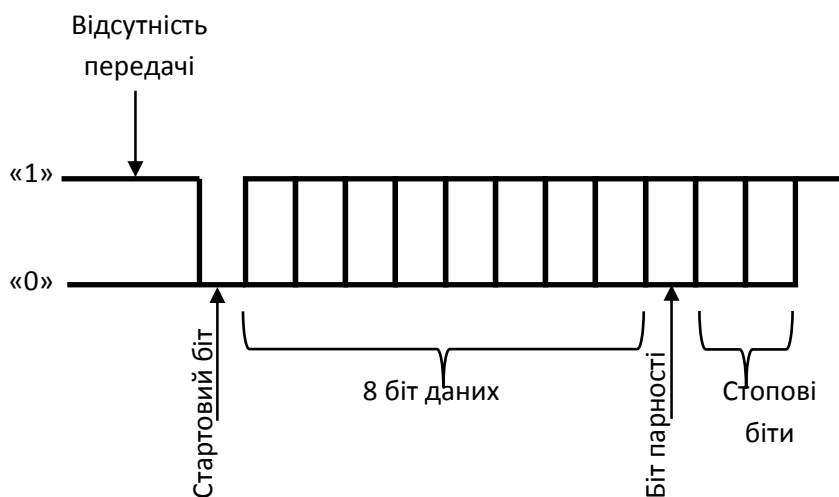 Відсутність
передачі
«1»
«0»
Стартовий біт
8 біт даних
Біт парності
Стопові
біти